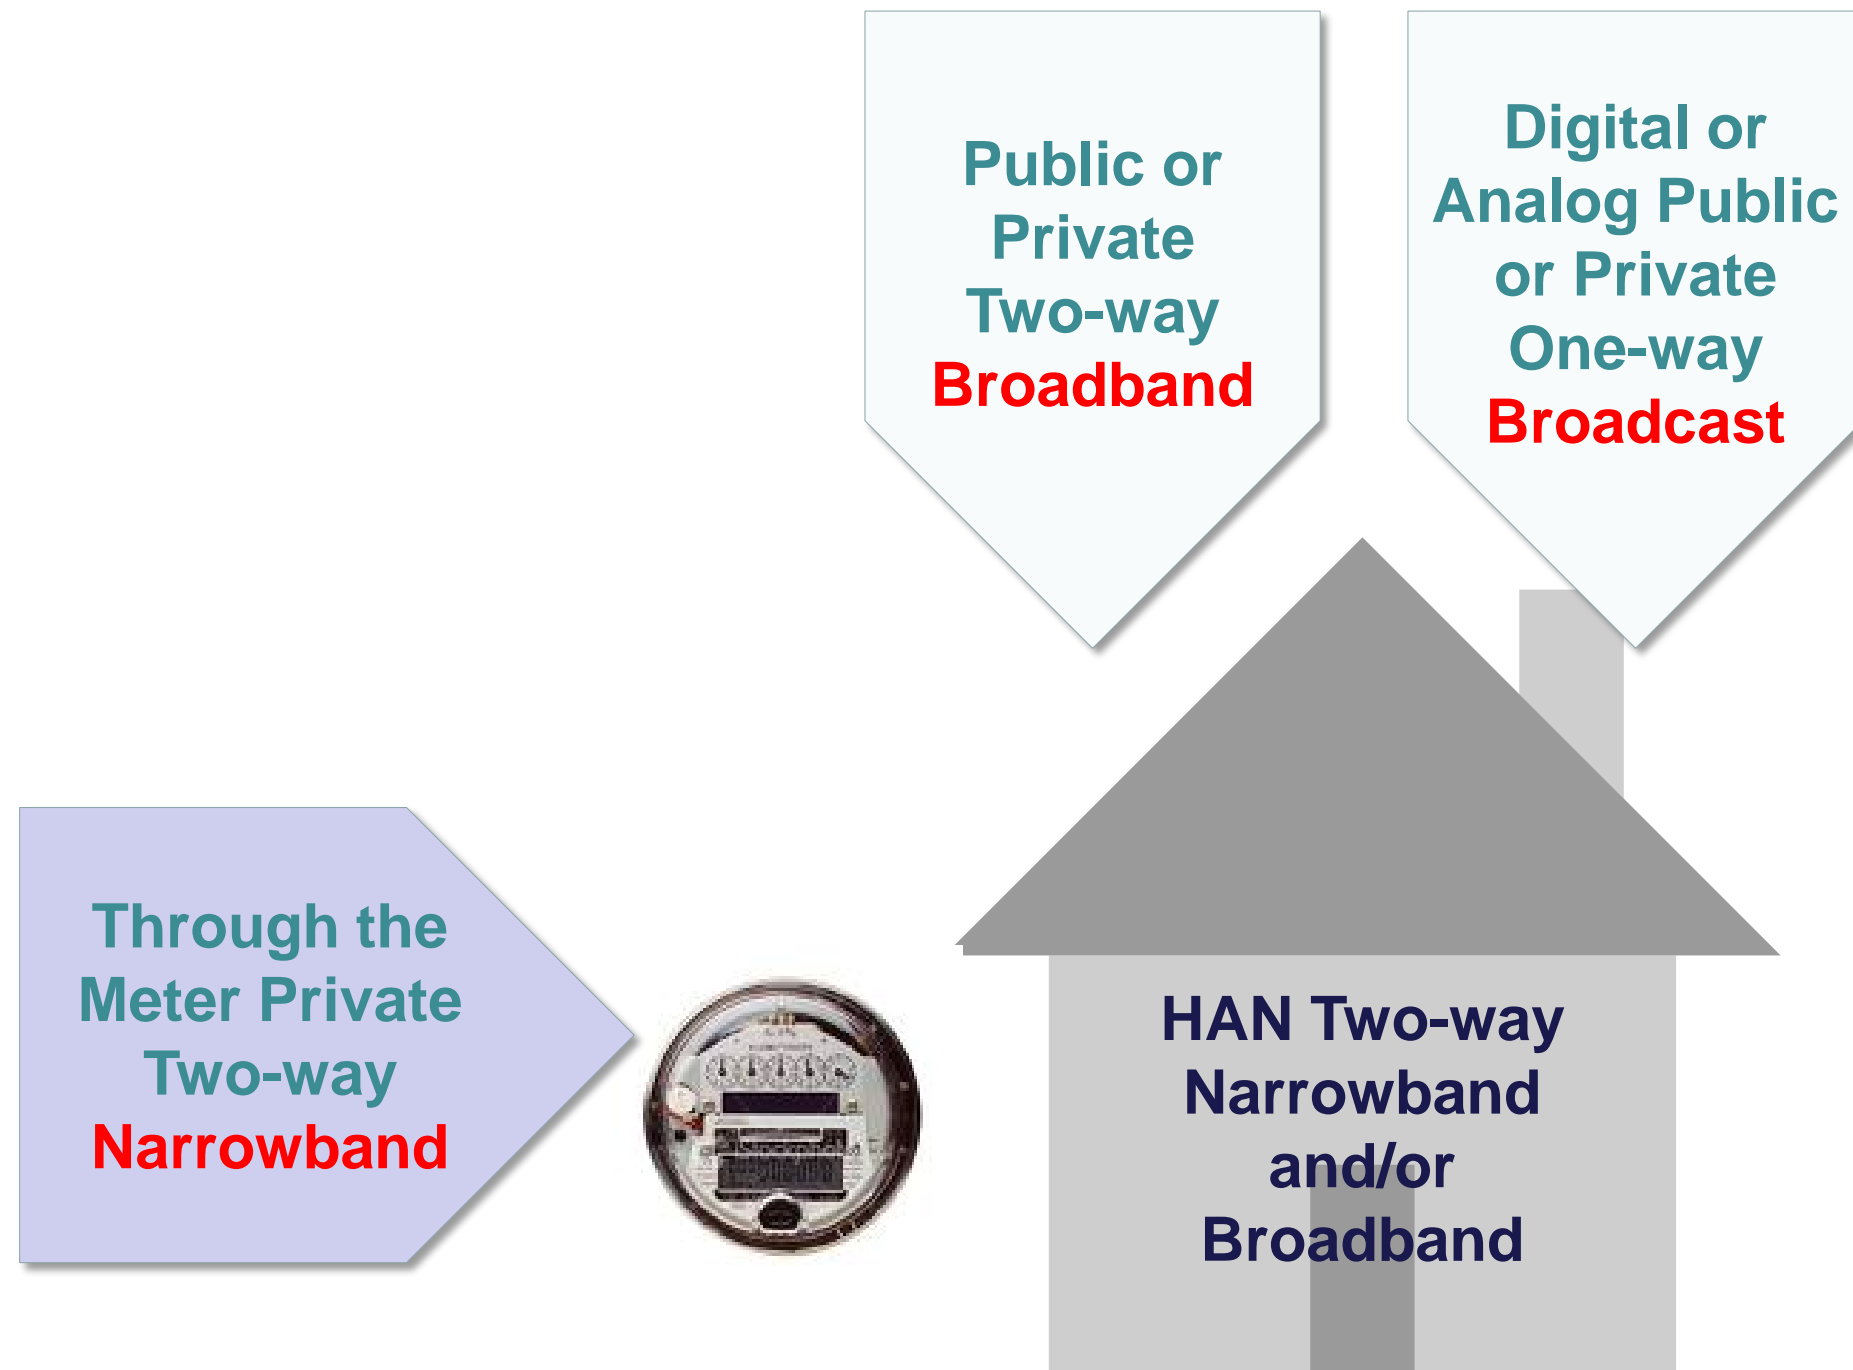 Public or
Private
Two-way
Broadband
Digital or
Analog Public
or Private
One-way
Broadcast
Through the
Meter Private
Two-way
Narrowband
HAN Two-way
Narrowband
and/or
Broadband